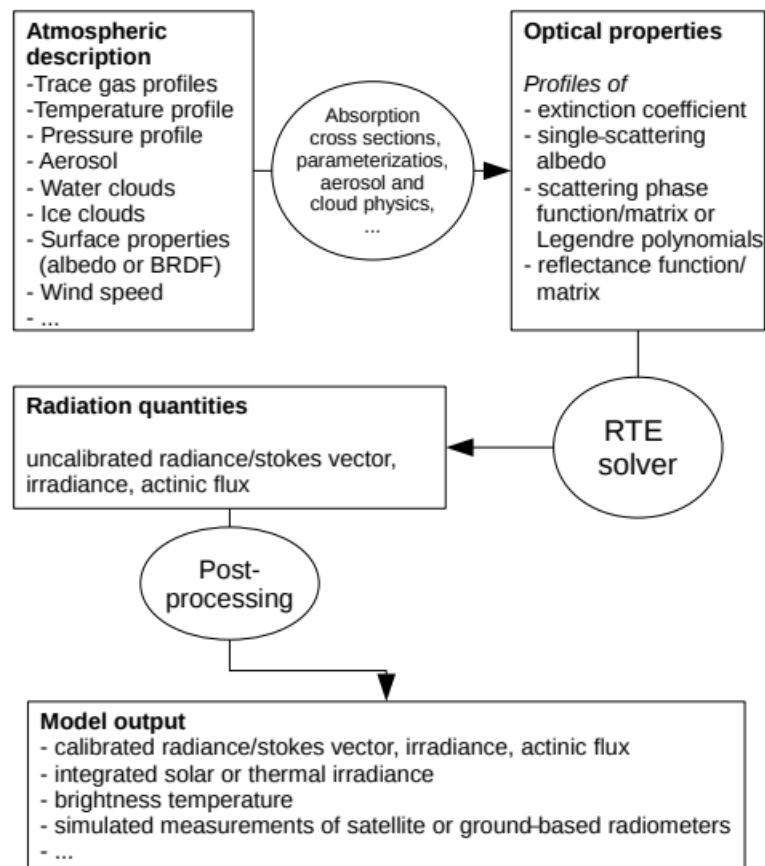 Atmospheric
description
-Trace gas profiles
-Temperature profile
- Pressure profile
- Aerosol
- Water clouds
- Ice clouds
- Surface properties
(albedo or BRDF)
- Wind speed
- ...
Absorption
cross sections,
parameterizatios,
aerosol and
cloud physics,
...
Optical properties
Profiles of
- extinction coefficient
- single-scattering
albedo
- scattering phase
function/matrix or
Legendre polynomials
- reflectance function/
matrix
RTE
solver
Radiation quantities
uncalibrated radiance/stokes vector,
irradiance, actinic flux
Post-
processing
Model output
- calibrated radiance/stokes vector, irradiance, actinic flux
- integrated solar or thermal irradiance
- brightness temperature
- simulated measurements of satellite or ground-based radiometers
- ...